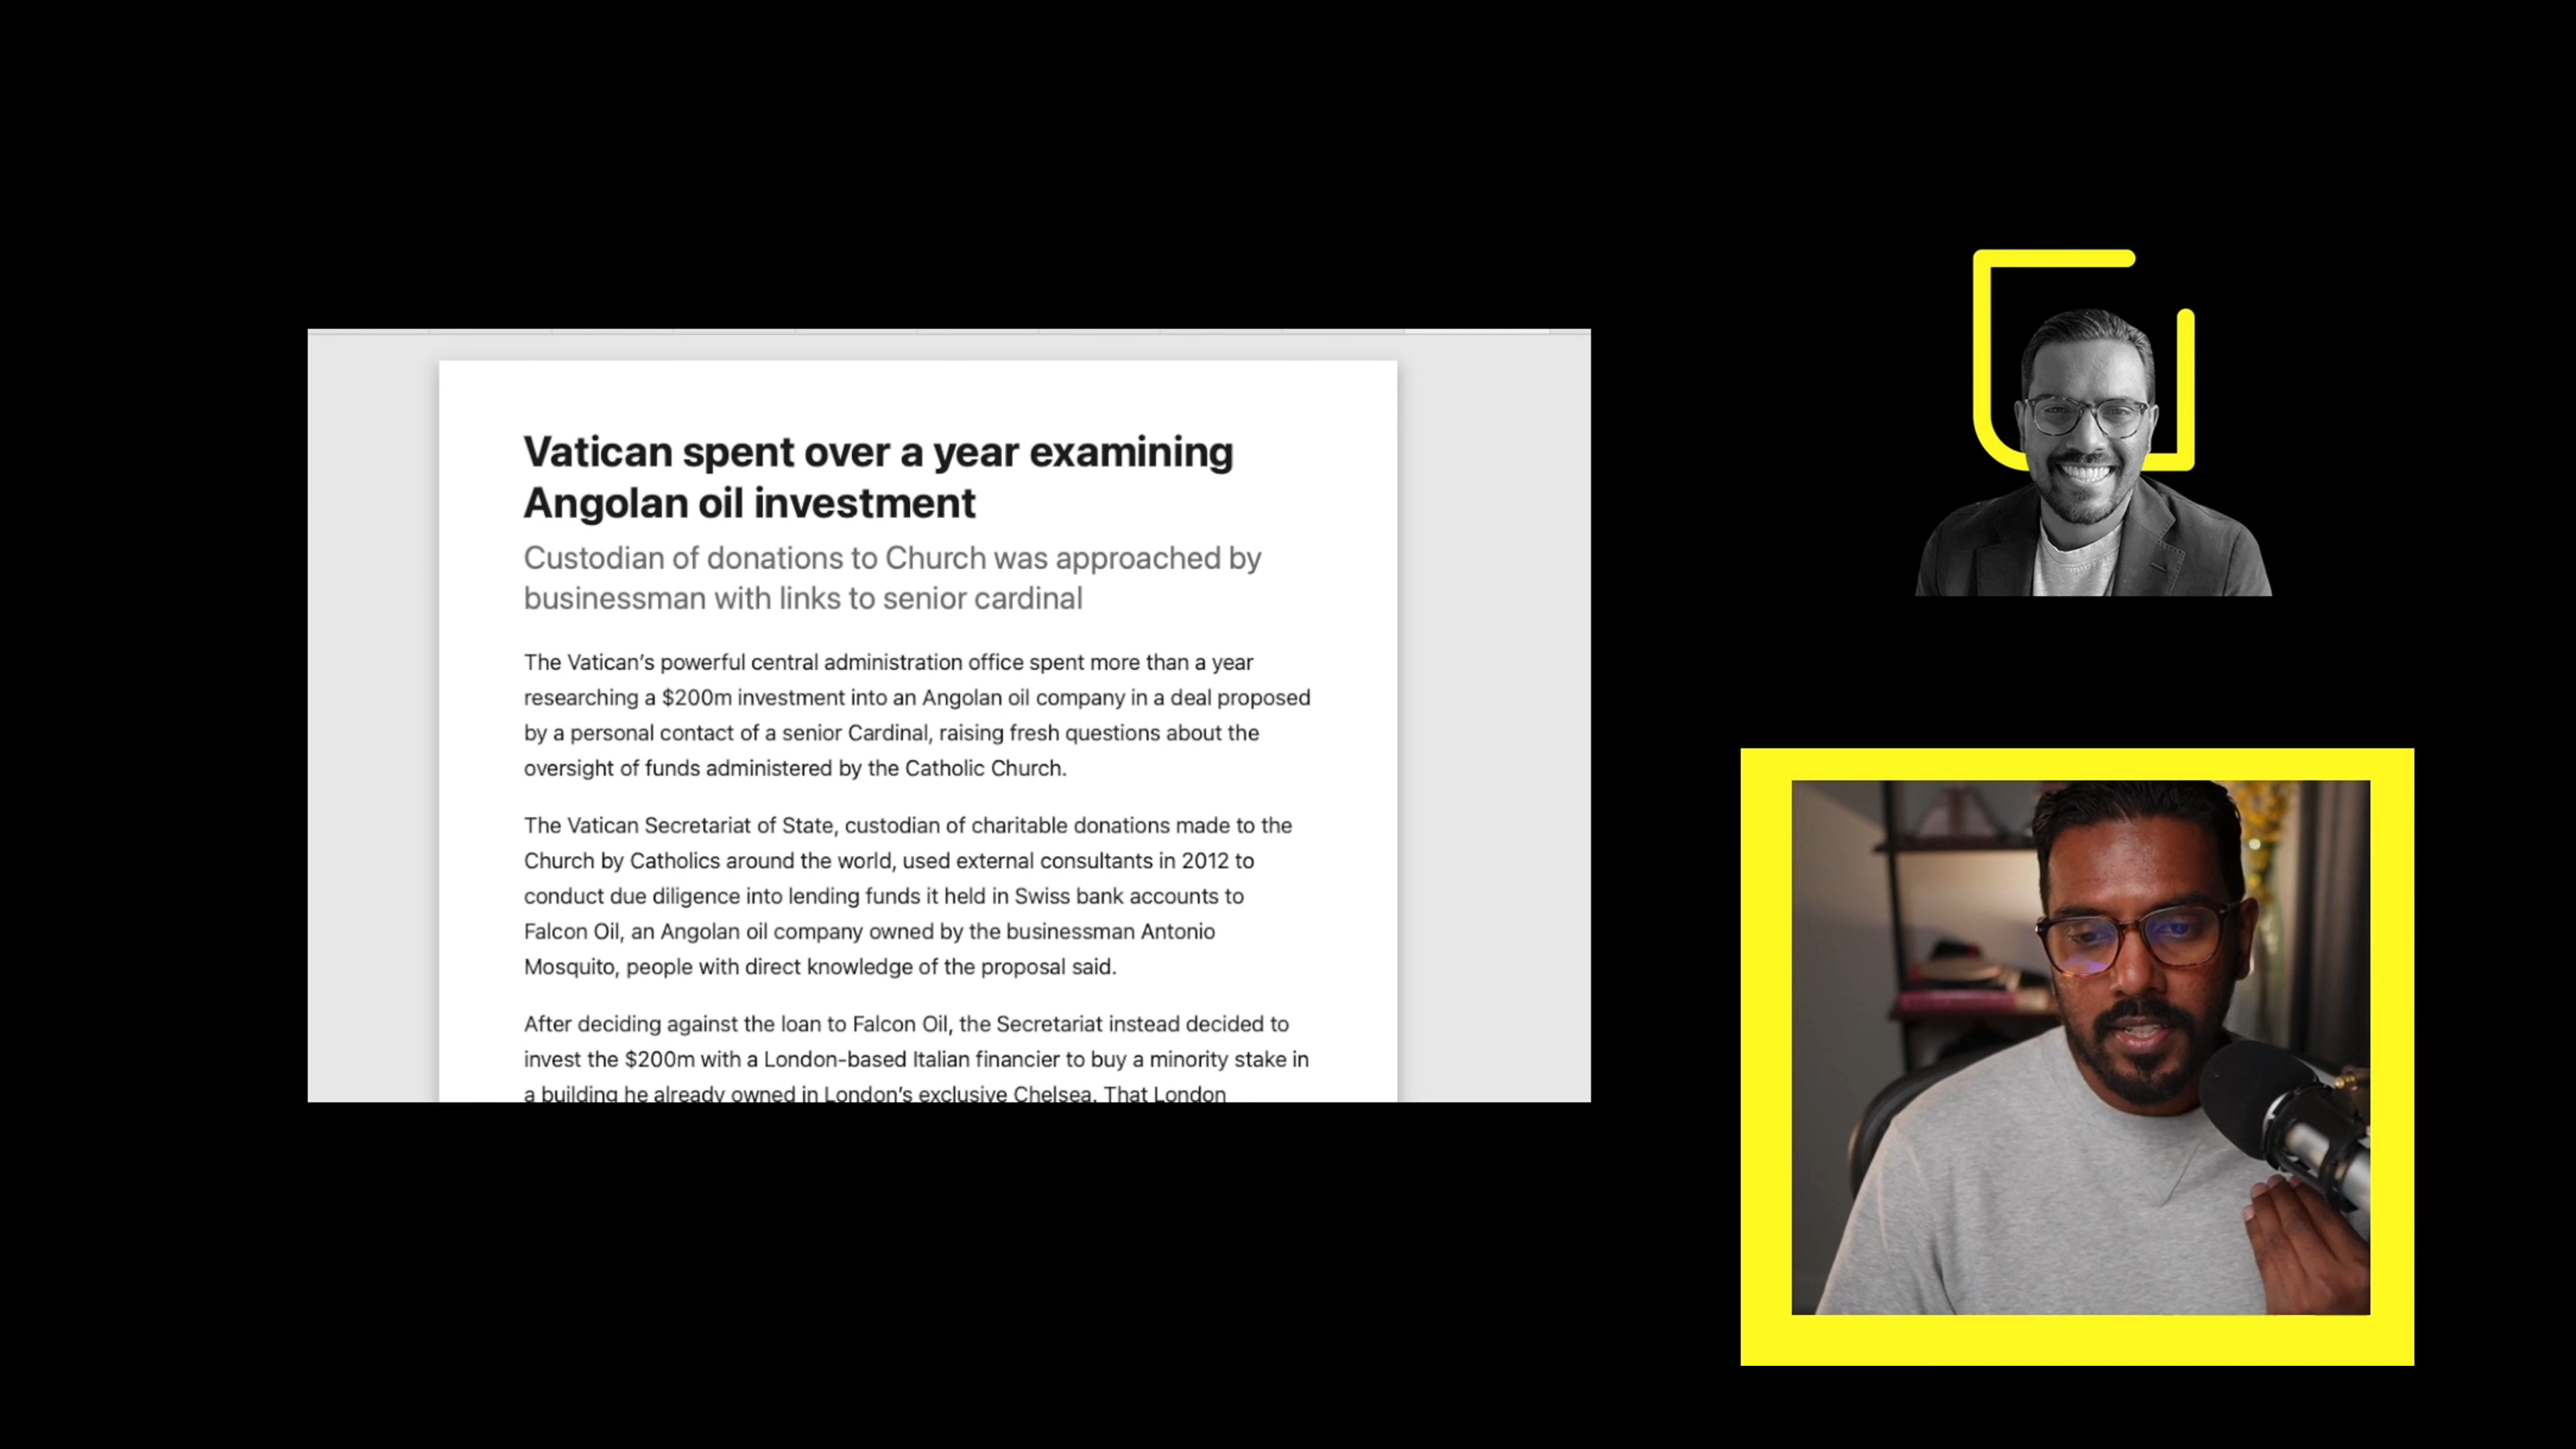 Vatican spent over a year examining
Angolan oil investment
Custodian of donations to Church was approached by
businessman with links to senior cardinal
The Vatican’s powerful central administration office spent more than a year
researching a $200m investment into an Angolan oil company in a deal proposed
by a personal contact of a senior Cardinal, raising fresh questions about the
oversight of funds administered by the Catholic Church.
The Vatican Secretariat of State, custodian of charitable donations made to the
Church by Catholics around the world, used external consultants in 2012 to
conduct due diligence into lending funds it held in Swiss bank accounts to
Falcon Oil, an Angolan oil company owned by the businessman Antonio
Mosquito, people with direct knowledge of the proposal said.
After deciding against the loan to Falcon Oil, the Secretariat instead decided to
invest the $200m with a London-based Italian financier to buy a minority stake in
a building he already owned in London’s exclusive Chelsea. That London